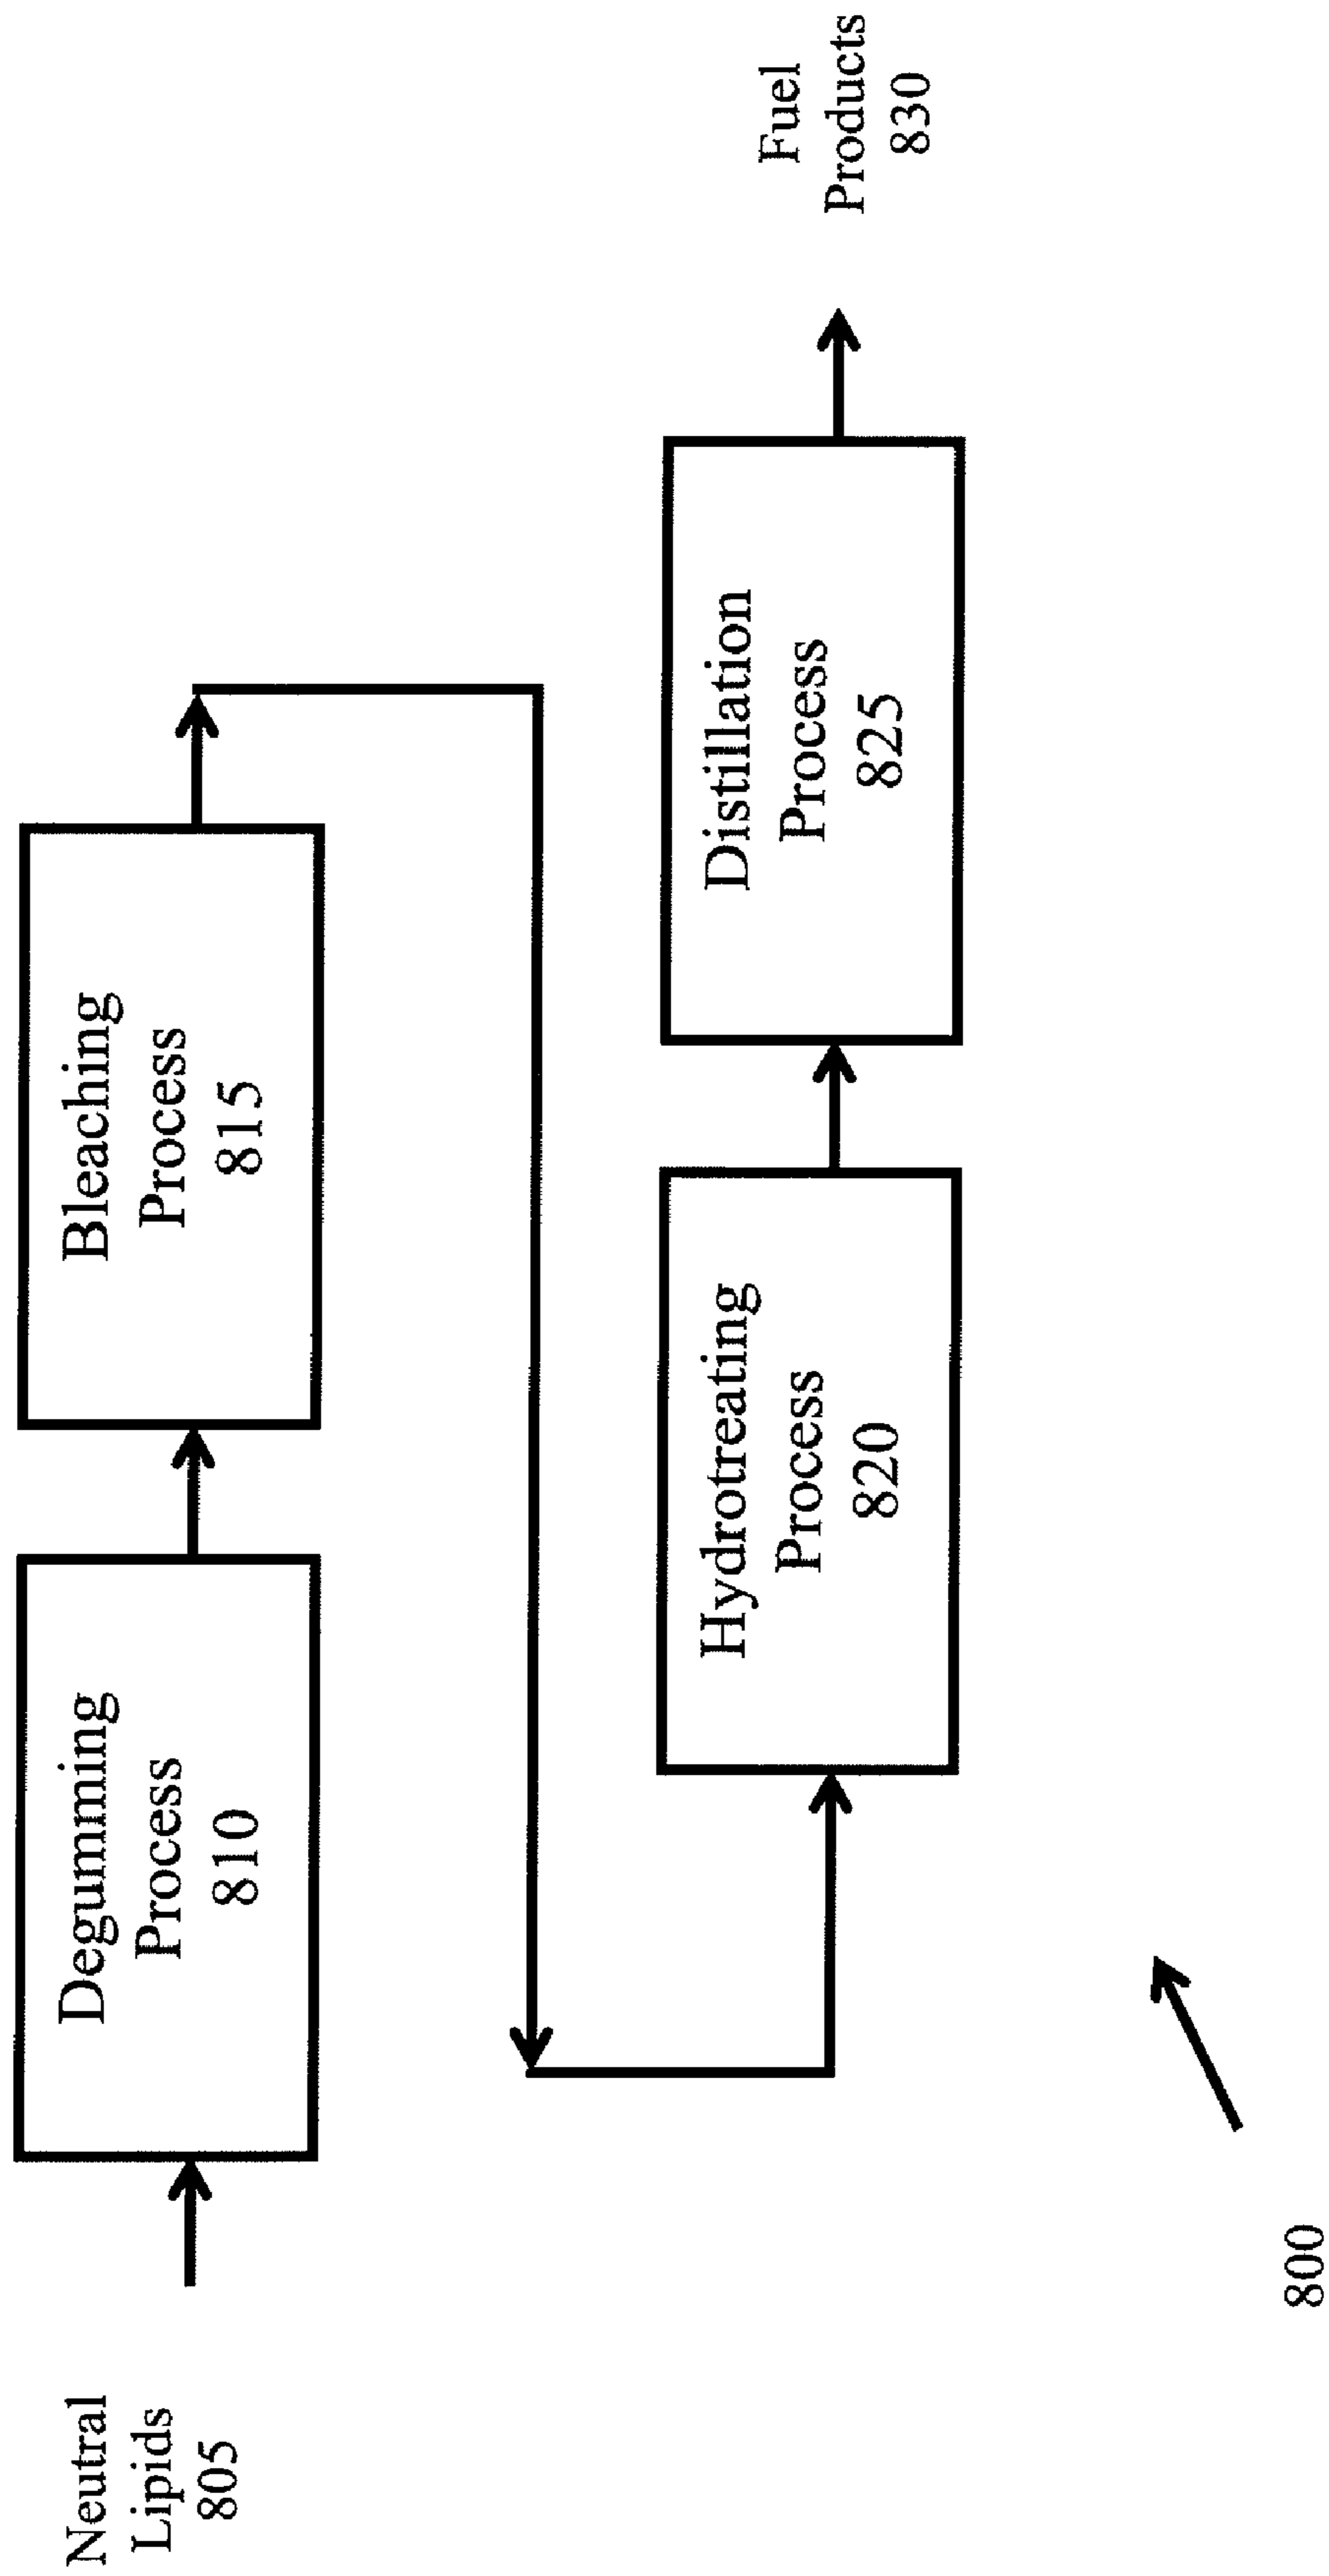 Neutral
Lipids
805
Degumming
Process
810
Bleaching
Process
815
Hydrotreating
Process
820
Distillation
Process
825
Fuel
Products
830
800